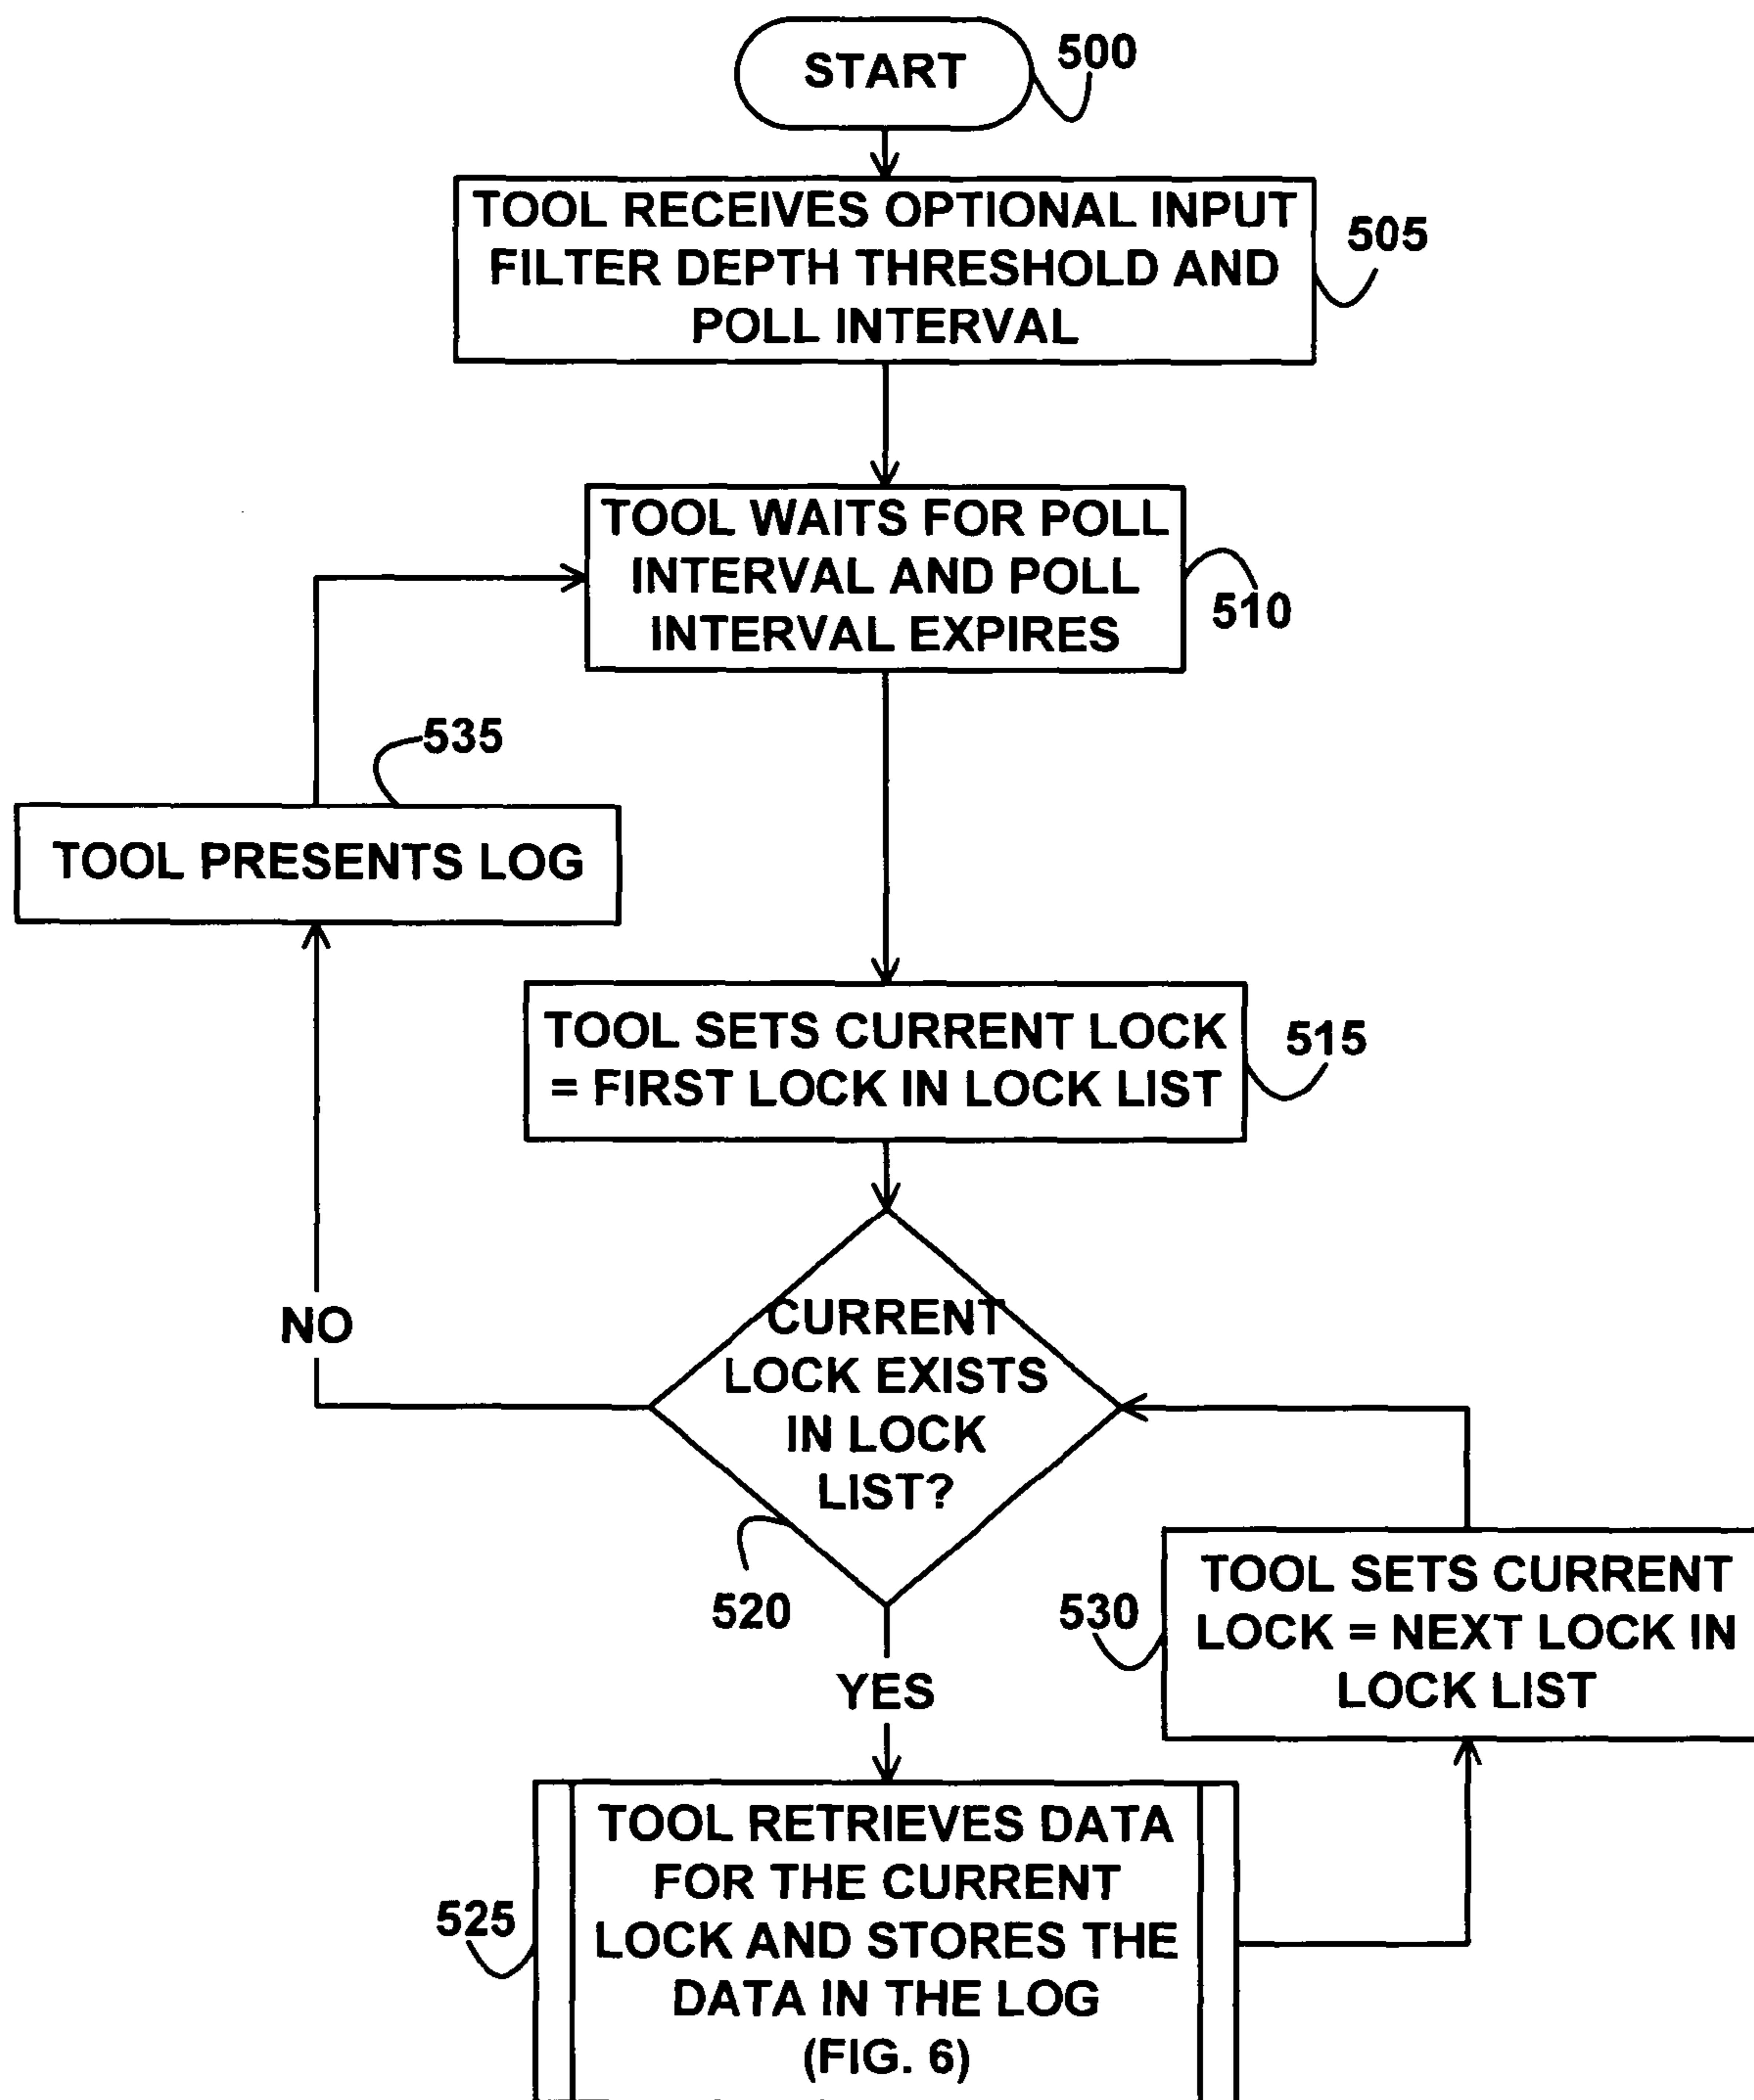 START
500
TOOL RECEIVES OPTIONAL INPUT
FILTER DEPTH THRESHOLD AND
POLL INTERVAL
505
TOOL WAITS FOR POLL
INTERVAL AND POLL
INTERVAL EXPIRES
510
535
TOOL PRESENTS LOG
TOOL SETS CURRENT LOCK
= FIRST LOCK IN LOCK LIST
515
CURRENT
LOCK EXISTS
IN LOCK
LIST?
NO
520
YES
530
TOOL SETS CURRENT
LOCK = NEXT LOCK IN
LOCK LIST
525
TOOL RETRIEVES DATA
FOR THE CURRENT
LOCK AND STORES THE
DATA IN THE LOG
(FIG. 6)